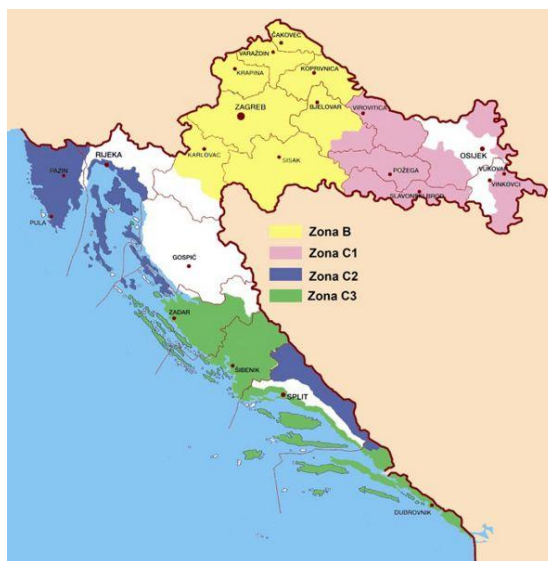 ČAKOVEC
VARAŽDIN
KRAPINA
KOPRIVNICA
ZAGREB
BJELOVAR
VIROVITICA
KARLOVAC
SISAK
OSIJEK
POŽEGA
VUKOVAR
VINKOVCI
SLAVONSKI BROD
RIJEKA
PAZIN
PULA
GOSPIĆ
Zona B
Zona C1
Zona C2
Zona C3
ZADAR
ŠIBENIK
SPLIT
DUBROVNIK